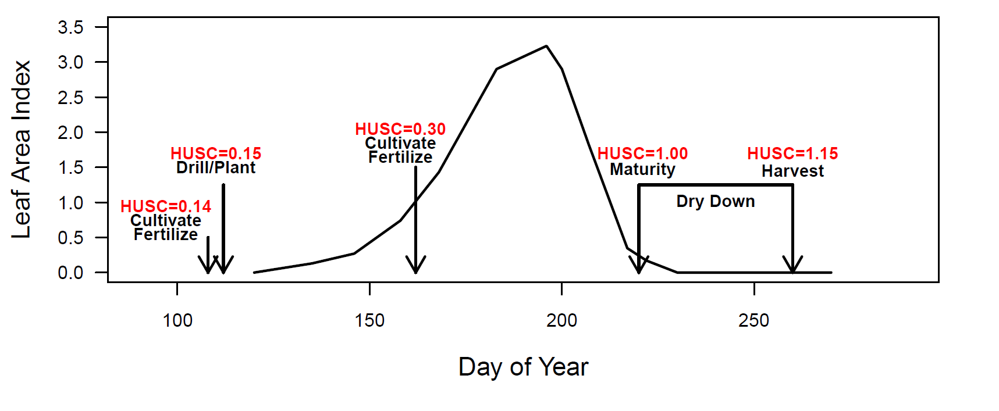 3.5
3.0
2.5
2.0
1.5
1.0
0.5
0.0
Leaf Area Index
HUSC=0.14
Cultivate
Fertilize
HUSC=0.15
Drill/Plant
HUSC=0.30
Cultivate
Fertilize
HUSC=1.00
Maturity
Dry Down
HUSC=1.15
Harvest
100
150
200
250
Day of Year